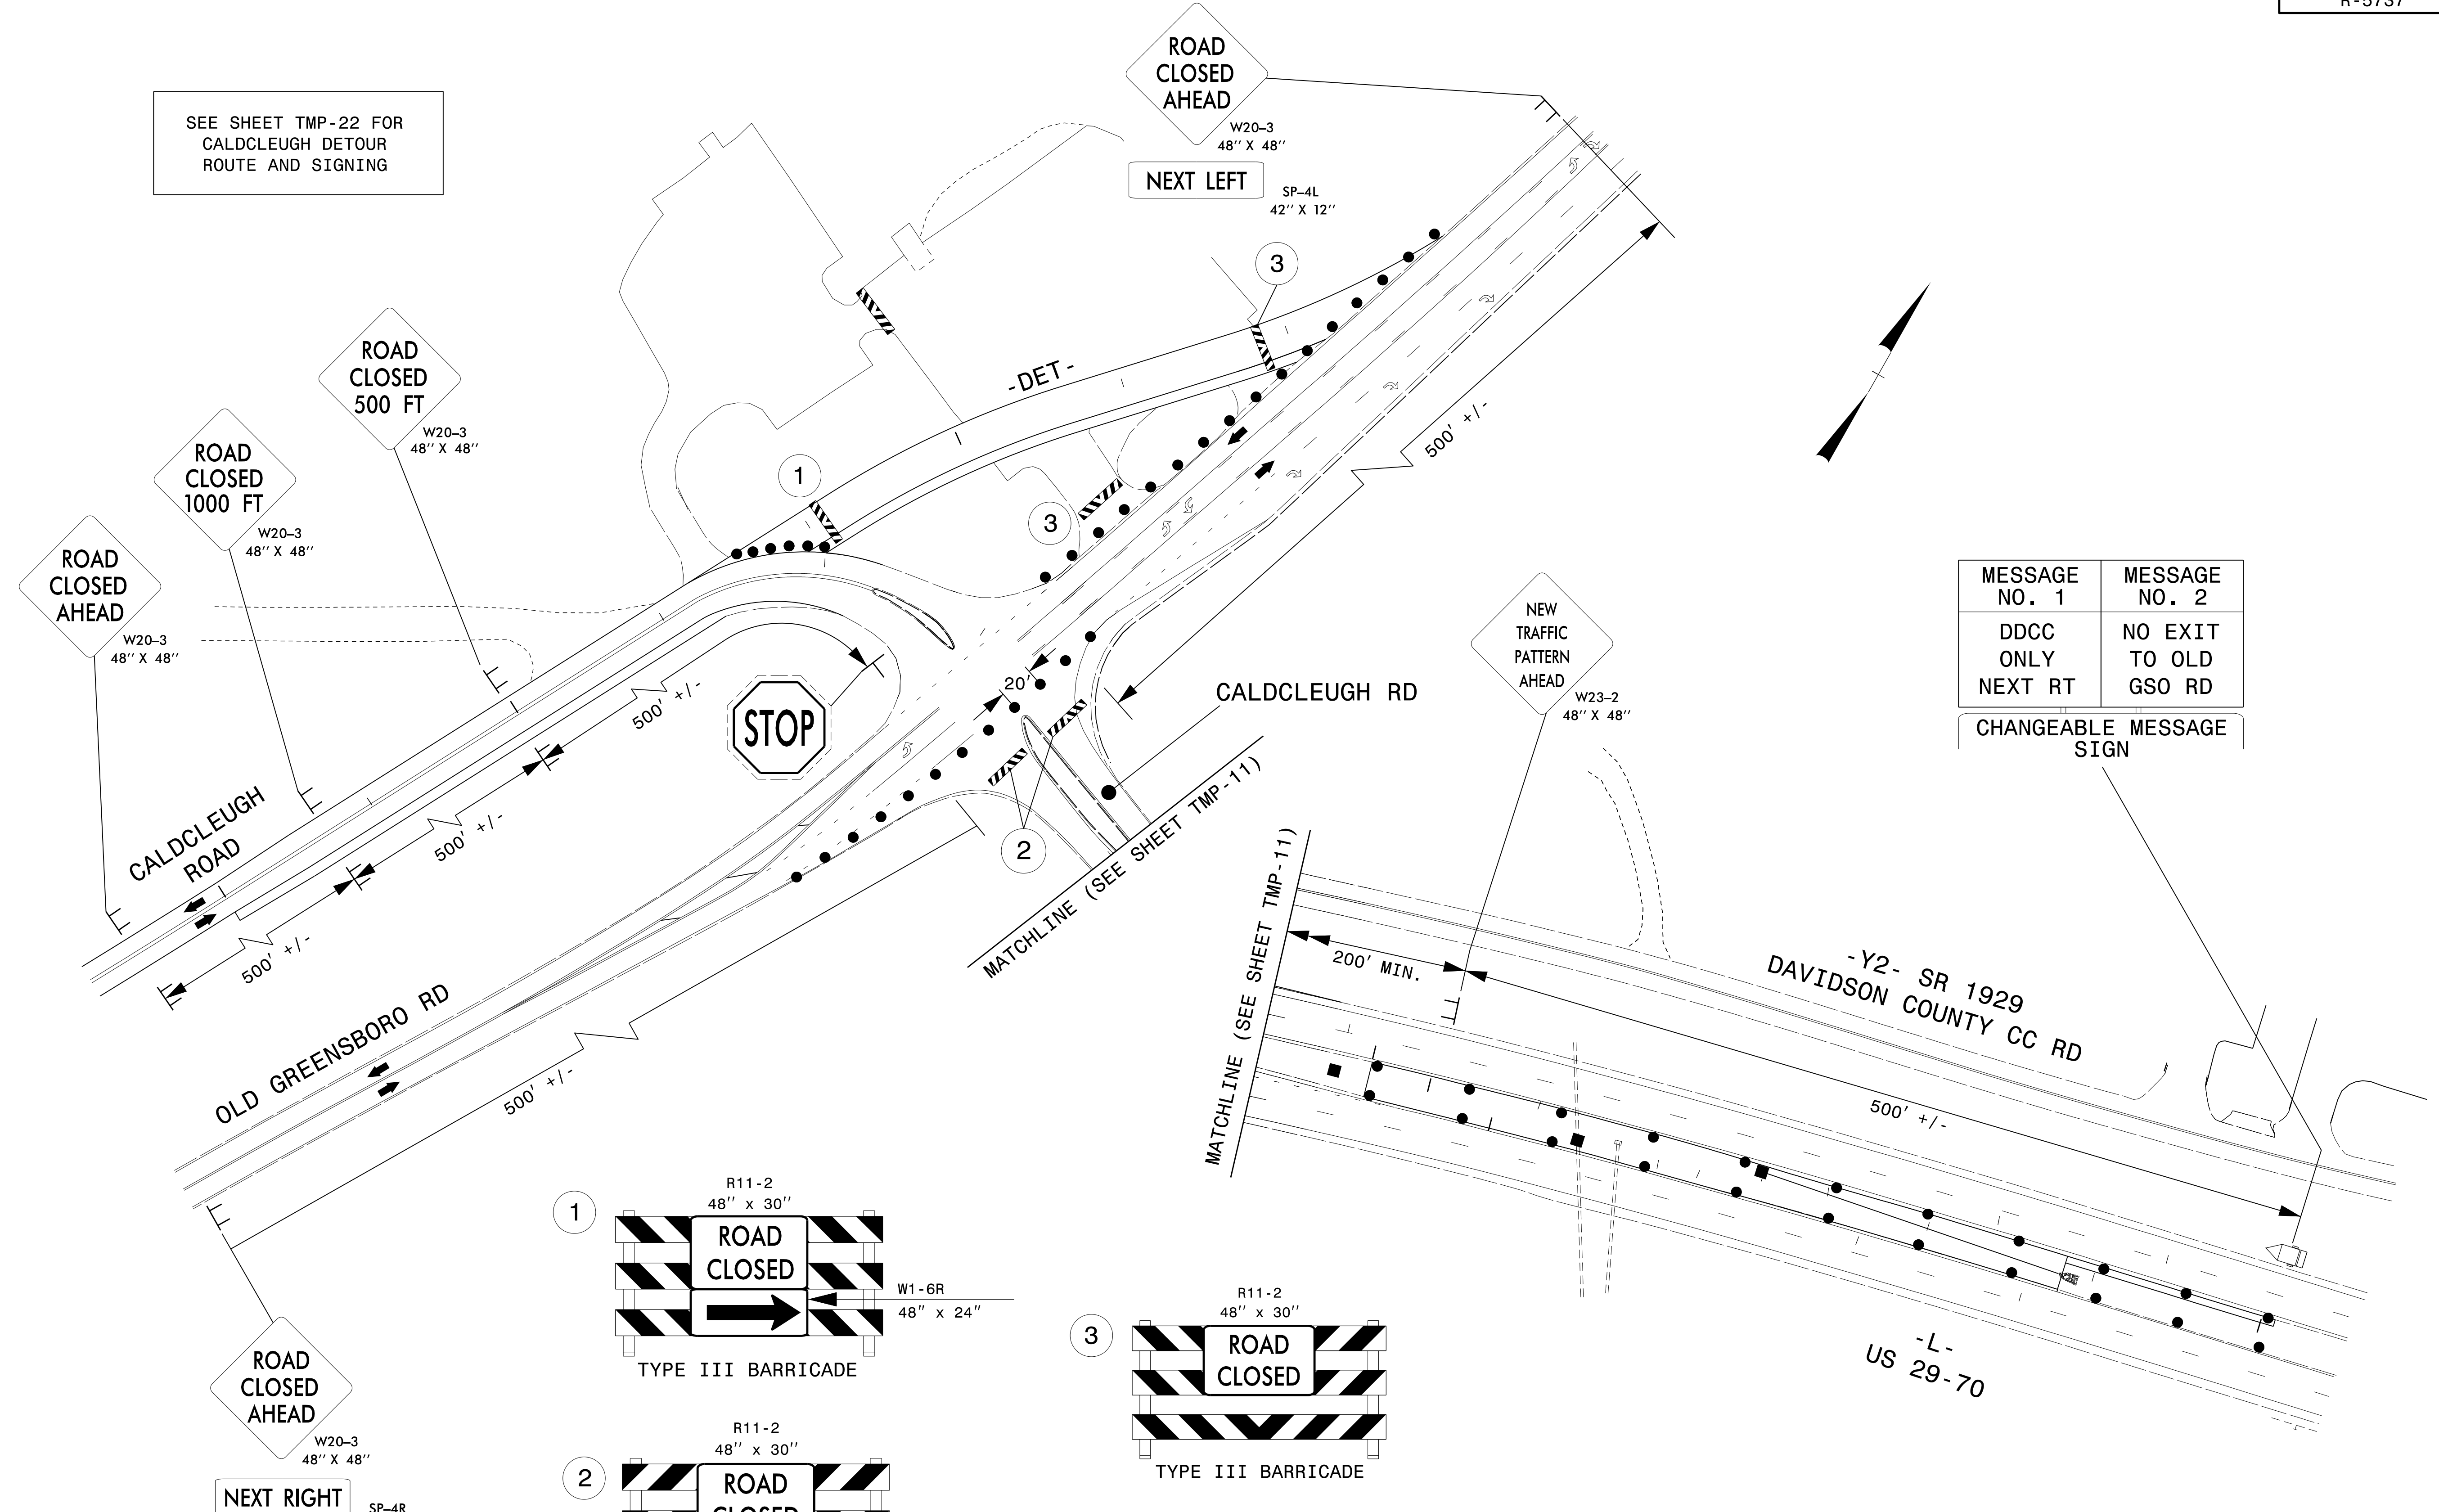 R-5737
SEE SHEET TMP-22 FOR
CALDCLEUGH DETOUR
ROUTE AND SIGNING
ROAD
CLOSED
AHEAD
W20–3
48'' X 48''
NEXT LEFT
SP–4L
42'' X 12''
3
ROAD
CLOSED
500 FT
W20–3
48'' X 48''
ROAD
CLOSED
1000 FT
W20–3
48'' X 48''
ROAD
CLOSED
AHEAD
W20–3
48'' X 48''
-DET-
1
3
500' +/-
500' +/-
500' +/-
500' +/-
STOP
20'
CALDCLEUGH RD
2
CALDCLEUGH
ROAD
MATCHLINE (SEE SHEET TMP-11)
OLD GREENSBORO RD
500' +/-
NEW
TRAFFIC
PATTERN
AHEAD
W23–2
48'' X 48''
MESSAGE
NO. 1
MESSAGE
NO. 2
DDCC
ONLY
NEXT RT
NO EXIT
TO OLD
GSO RD
CHANGEABLE MESSAGE
SIGN
MATCHLINE (SEE SHEET TMP-11)
200' MIN.
-Y2- SR 1929
DAVIDSON COUNTY CC RD
500' +/-
-L-
US 29-70
ROAD
CLOSED
AHEAD
W20–3
48'' X 48''
NEXT RIGHT
SP–4R
1
R11-2
48'' x 30''
ROAD
CLOSED
W1-6R
48" x 24"
TYPE III BARRICADE
2
R11-2
48'' x 30''
ROAD
CLOSED
3
R11-2
48'' x 30''
ROAD
CLOSED
TYPE III BARRICADE